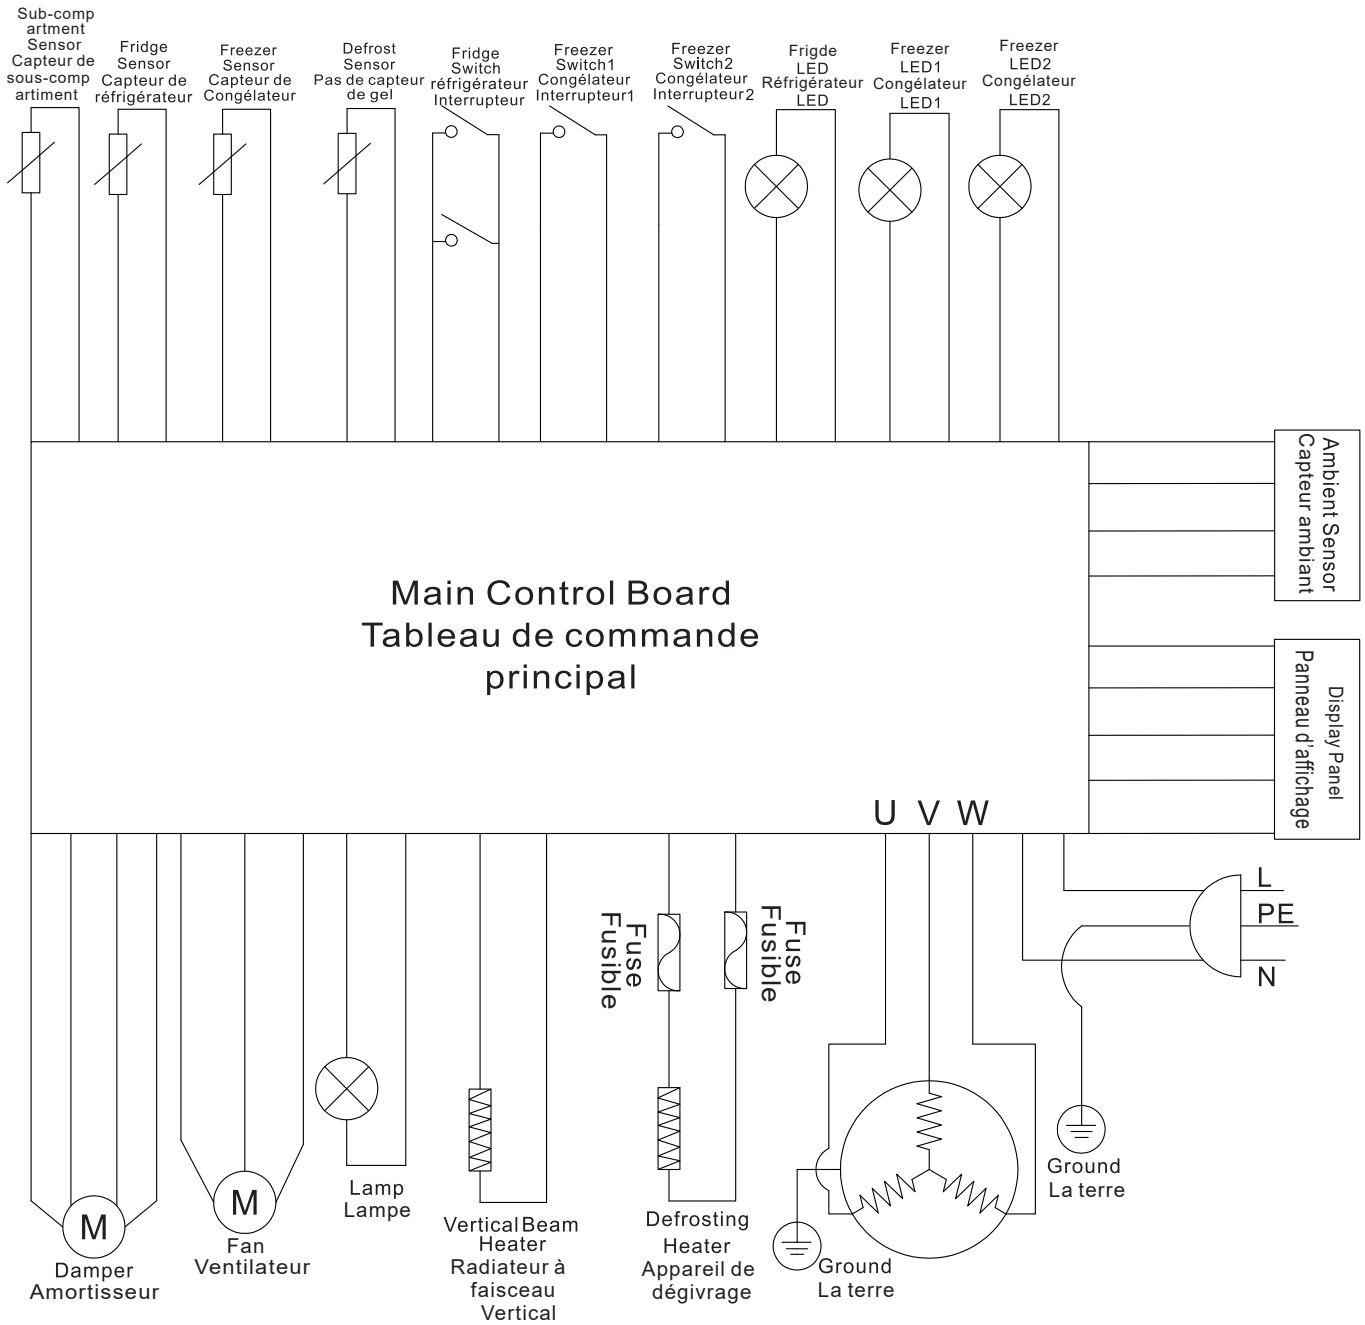 Sub-comp
artment
Sensor
Capteur de
sous-comp
artiment
Fridge
Sensor
Capteur de
réfrigérateur
Freezer
Sensor
Capteur de
Congélateur
Defrost
Sensor
Pas de capteur
de gel
Fridge
Switch
réfrigérateur
Interrupteur
Freezer
Switch1
Congélateur
Interrupteur1
Freezer
Switch2
Congélateur
Interrupteur2
Frigde
LED
Réfrigérateur
LED
Freezer
LED1
Congélateur
LED1
Freezer
LED2
Congélateur
LED2
Ambient Sensor
Capteur ambiant
Main Control Board
Tableau de commande
principal
Display Panel
Panneau d'affichage
U V W
L
PE
N
Fuse
Fusible
Fuse
Fusible
M
Damper
Amortisseur
M
Fan
Ventilateur
Lamp
Lampe
Vertical Beam
Heater
Radiateur à
faisceau
Vertical
Defrosting
Heater
Appareil de
dégivrage
Ground
La terre
Ground
La terre